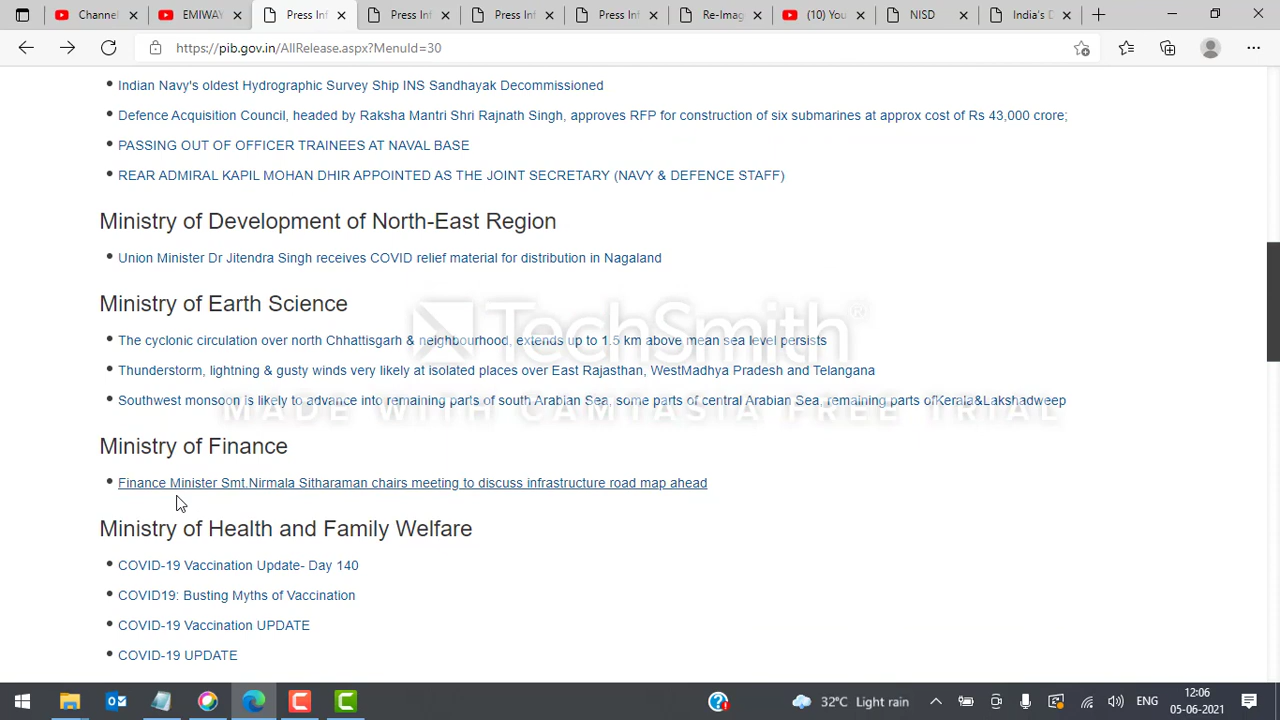 Channel
EMIWAY
Press Inf
Press Inf
Press Inf
Press Inf
Re-Imag
(10) You
NISD
India's D
https://pib.gov.in/AllRelease.aspx?MenuId=30
Indian Navy's oldest Hydrographic Survey Ship INS Sandhayak Decommissioned
Defence Acquisition Council, headed by Raksha Mantri Shri Rajnath Singh, approves RFP for construction of six submarines at approx cost of Rs 43,000 crore;
PASSING OUT OF OFFICER TRAINEES AT NAVAL BASE
REAR ADMIRAL KAPIL MOHAN DHIR APPOINTED AS THE JOINT SECRETARY (NAVY & DEFENCE STAFF)
Ministry of Development of North-East Region
Union Minister Dr Jitendra Singh receives COVID relief material for distribution in Nagaland
Ministry of Earth Science
TechSmith®
The cyclonic circulation over north Chhattisgarh & neighbourhood, extends up to 1.5 km above mean sea level persists
Thunderstorm, lightning & gusty winds very likely at isolated places over East Rajasthan, WestMadhya Pradesh and Telangana
Southwest monsoon is likely to advance into remaining parts of south Arabian Sea, some parts of central Arabian Sea, remaining parts ofKerala&Lakshadweep
MADE WITH CAMTASIA FREE TRIAL
Ministry of Finance
Finance Minister Smt.Nirmala Sitharaman chairs meeting to discuss infrastructure road map ahead
Ministry of Health and Family Welfare
COVID-19 Vaccination Update- Day 140
COVID19: Busting Myths of Vaccination
COVID-19 Vaccination UPDATE
COVID-19 UPDATE
32°C Light rain
ENG
12:06
05-06-2021